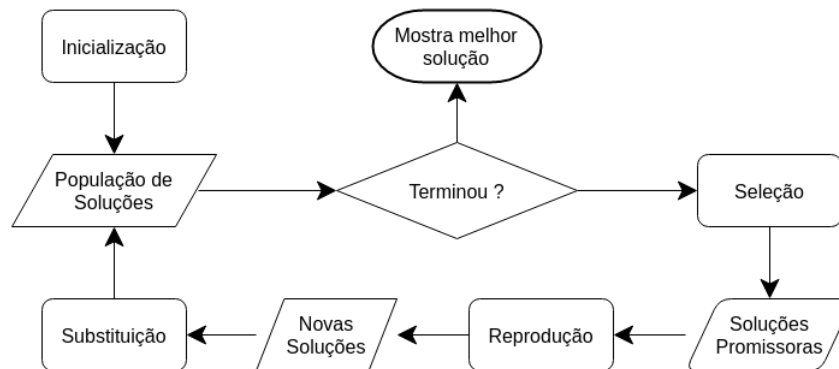 Inicialização
Mostra melhor
solução
População de
Soluções
Terminou ?
Seleção
Soluções
Promissoras
Reprodução
Novas
Soluções
Substituição